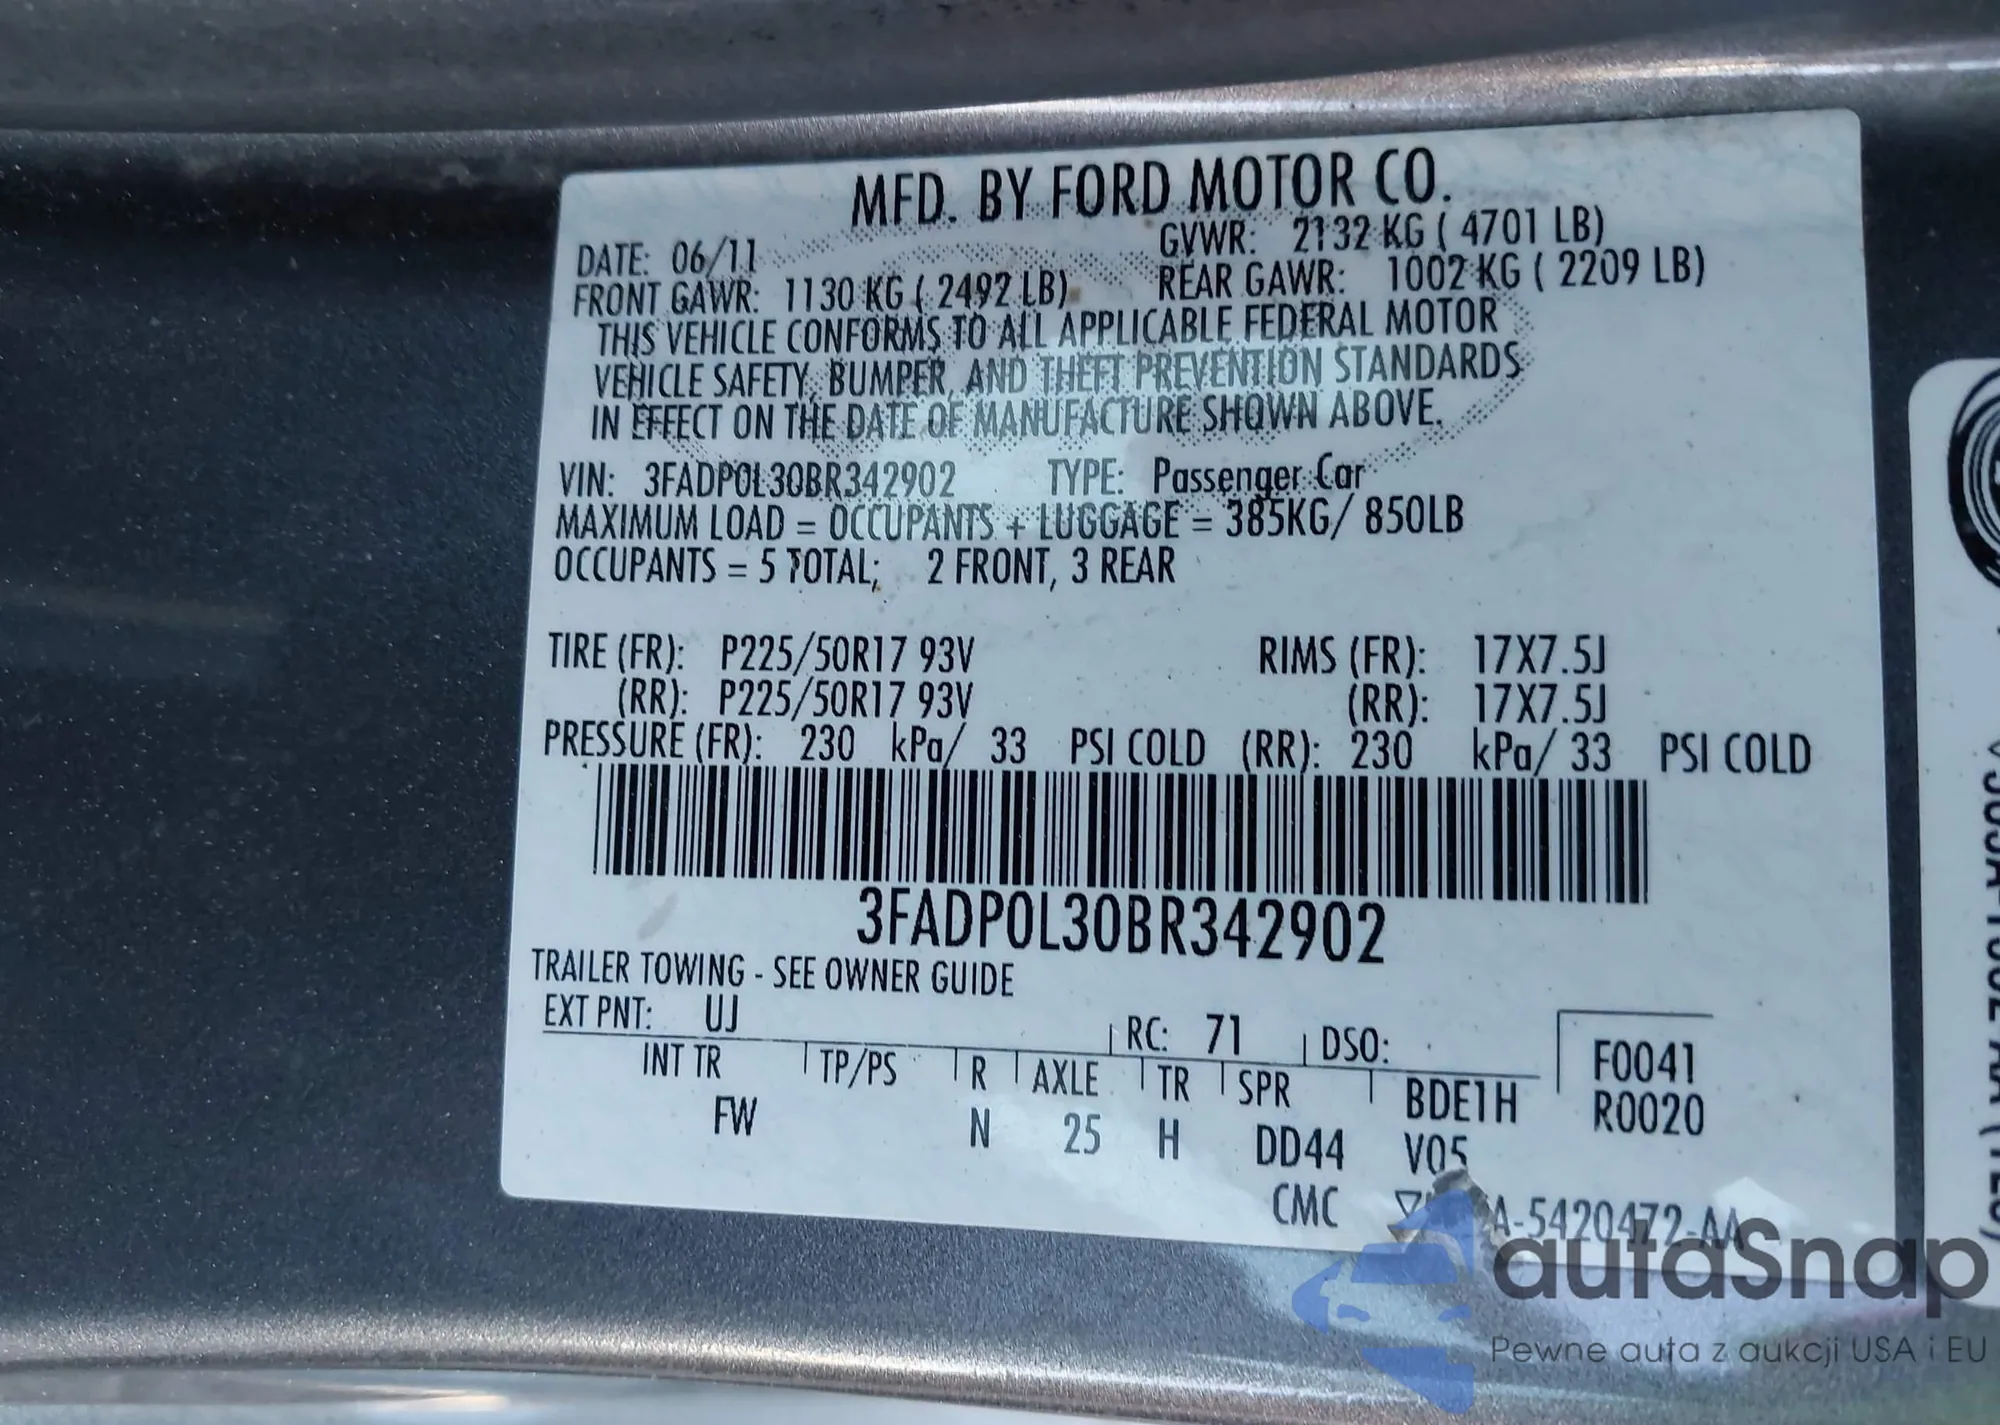 MFD. BY FORD MOTOR CO.
DATE: 06/11 GVWR: 2132 KG ( 4701 LB)
FRONT GAWR: 1130 KG ( 2492 LB) REAR GAWR: 1002 KG ( 2209 LB)
THIS VEHICLE CONFORMS TO ALL APPLICABLE FEDERAL MOTOR
VEHICLE SAFETY, BUMPER, AND THEFT PREVENTION STANDARDS
IN EFFECT ON THE DATE OF MANUFACTURE SHOWN ABOVE.
VIN: 3FADP0L30BR342902 TYPE: Passenger Car
MAXIMUM LOAD = OCCUPANTS + LUGGAGE = 385KG/ 850LB
OCCUPANTS = 5 TOTAL; 2 FRONT, 3 REAR
TIRE (FR): P225/50R17 93V RIMS (FR): 17X7.5J
(RR): P225/50R17 93V (RR): 17X7.5J
PRESSURE (FR): 230 kPa/ 33 PSI COLD (RR): 230 kPa/ 33 PSI COLD
3FADP0L30BR342902
TRAILER TOWING - SEE OWNER GUIDE
EXT PNT: UJ RC: 71 DSO: F0041
INT TR TP/PS R AXLE TR SPR BDE1H R0020
FW N 25 H DD44 V05
CMC A-5420472-AA
autoSnap
Pewne auta z aukcji USA i EU